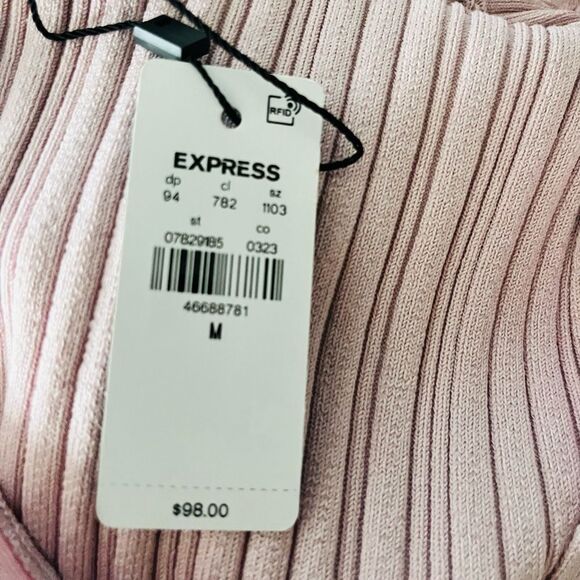 RFID
EXPRESS
dp cl sz
94 782 1103
st co
07829185 0323
46688781
M
$98.00